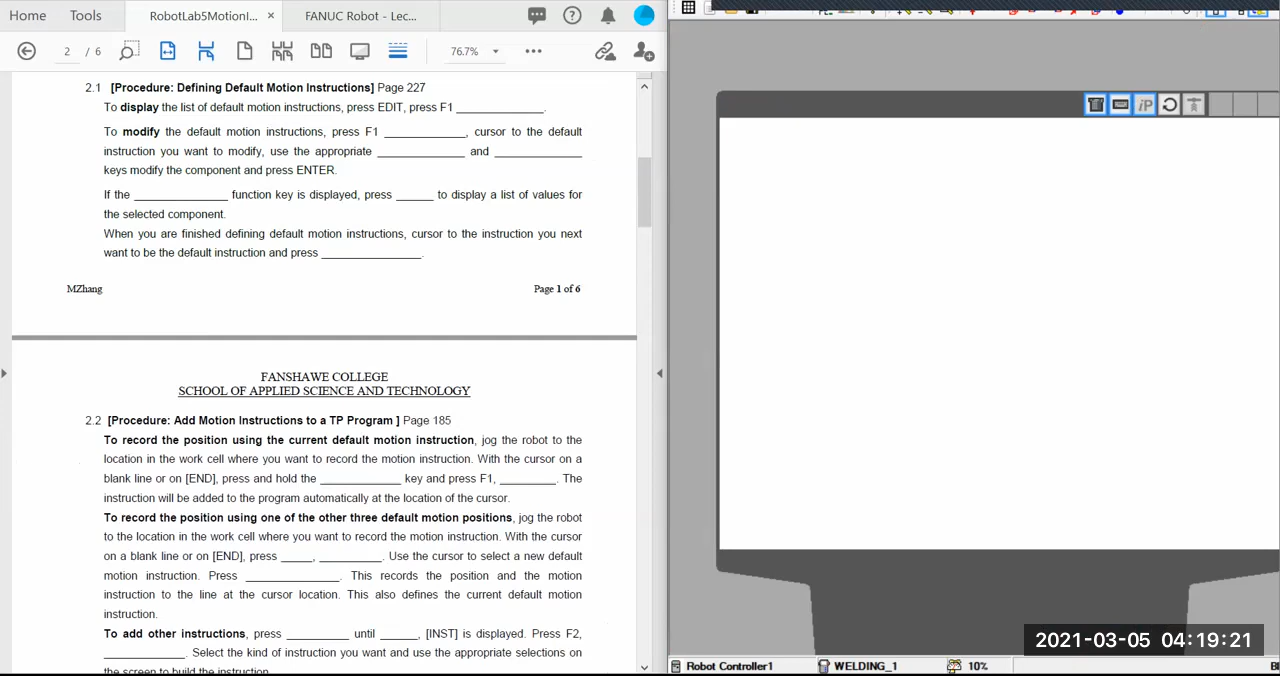 Home Tools RobotLab5MotionI... × FANUC Robot - Lec...
2 / 6 76.7%
2.1 [Procedure: Defining Default Motion Instructions] Page 227
To display the list of default motion instructions, press EDIT, press F1 ______________.
To modify the default motion instructions, press F1 _____________, cursor to the default
instruction you want to modify, use the appropriate ______________ and ______________
keys modify the component and press ENTER.
If the _______________ function key is displayed, press ______ to display a list of values for
the selected component.
When you are finished defining default motion instructions, cursor to the instruction you next
want to be the default instruction and press ________________.
MZhang Page 1 of 6
FANSHAWE COLLEGE
SCHOOL OF APPLIED SCIENCE AND TECHNOLOGY
2.2 [Procedure: Add Motion Instructions to a TP Program ] Page 185
To record the position using the current default motion instruction, jog the robot to the
location in the work cell where you want to record the motion instruction. With the cursor on a
blank line or on [END], press and hold the _____________ key and press F1, _________. The
instruction will be added to the program automatically at the location of the cursor.
To record the position using one of the other three default motion positions, jog the robot
to the location in the work cell where you want to record the motion instruction. With the cursor
on a blank line or on [END], press _____, __________. Use the cursor to select a new default
motion instruction. Press _______________. This records the position and the motion
instruction to the line at the cursor location. This also defines the current default motion
instruction.
To add other instructions, press __________ until ______, [INST] is displayed. Press F2,
_____________. Select the kind of instruction you want and use the appropriate selections on
the screen to build the instruction.
iP
2021-03-05 04:19:21
Robot Controller1 WELDING_1 10%